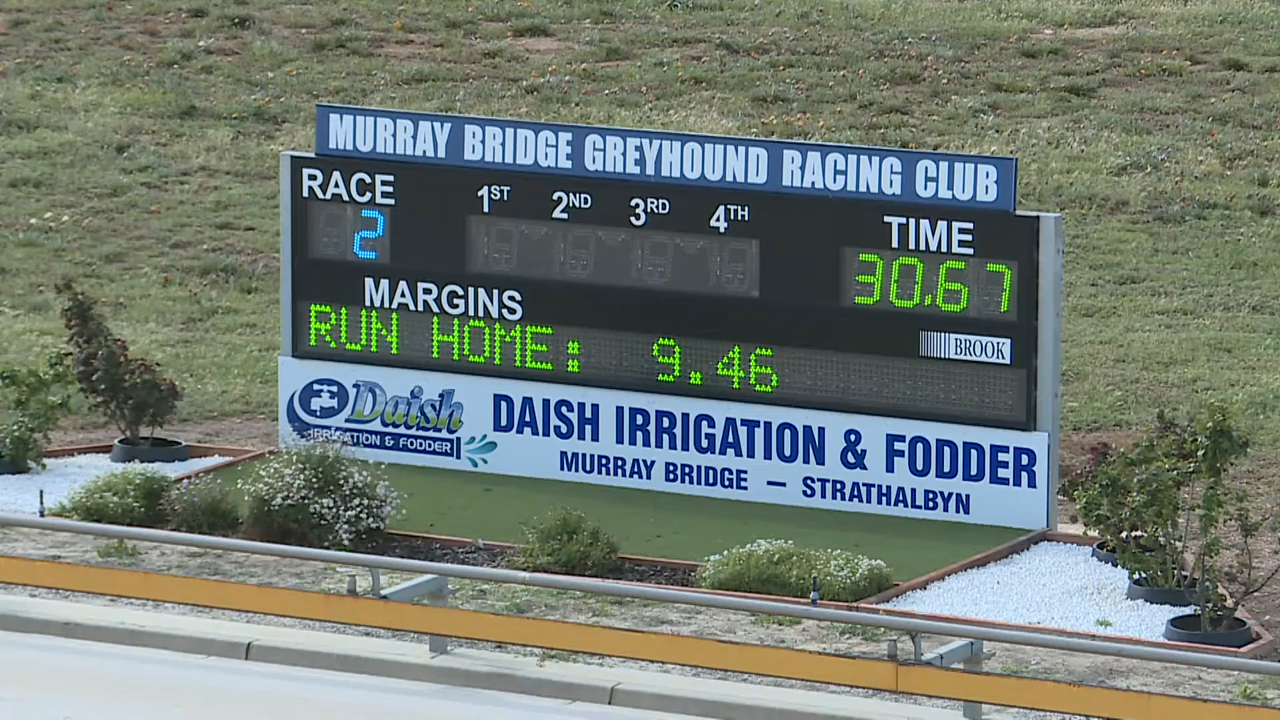 MURRAY BRIDGE GREYHOUND RACING CLUB
RACE 1ST 2ND 3RD 4TH TIME
2 30.67
MARGINS
RUN HOME: 9.46
BROOK
Daish
IRRIGATION & FODDER
DAISH IRRIGATION & FODDER
MURRAY BRIDGE – STRATHALBYN